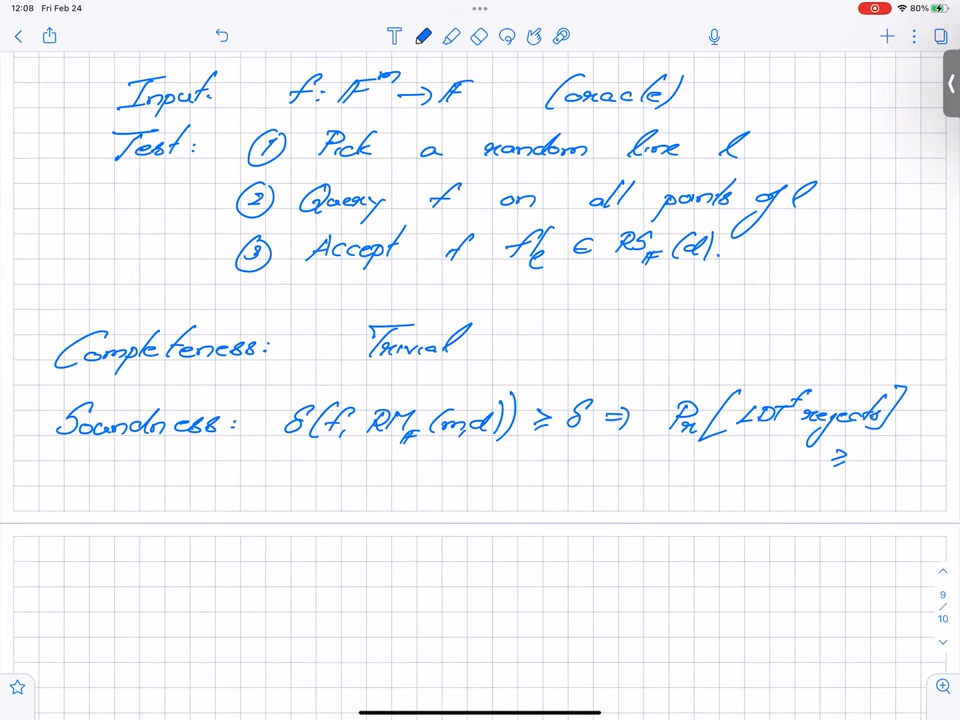 12:08 Fri Feb 24
80%
Input: f: F^m → F (oracle)
Test: ① Pick a random line l
② Query f on all points of l
③ Accept if f|_l ∈ RS_F(d).
Completeness: Trivial
Soundness: δ(f, RM_F(m,d)) ≥ δ ⇒ Pr[LDT^f rejects]
≥
9
/
10